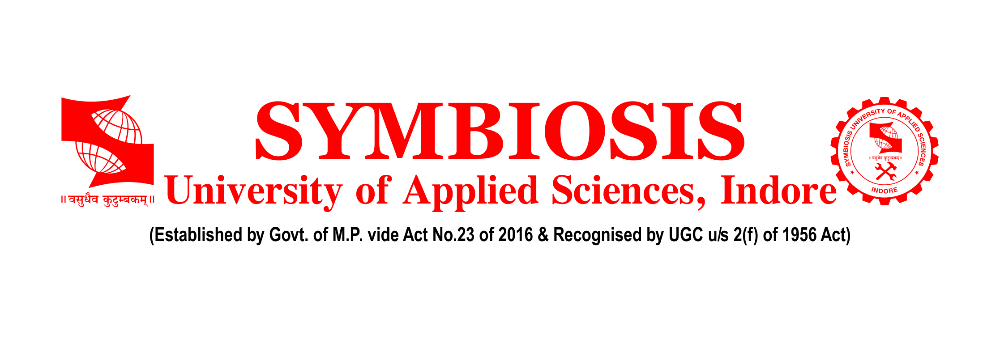 SYMBIOSIS
University of Applied Sciences, Indore
(Established by Govt. of M.P. vide Act No.23 of 2016 & Recognised by UGC u/s 2(f) of 1956 Act)
॥ वसुधैव कुटुम्बकम् ॥
SYMBIOSIS UNIVERSITY OF APPLIED SCIENCES
॥ वसुधैव कुटुम्बकम् ॥
INDORE